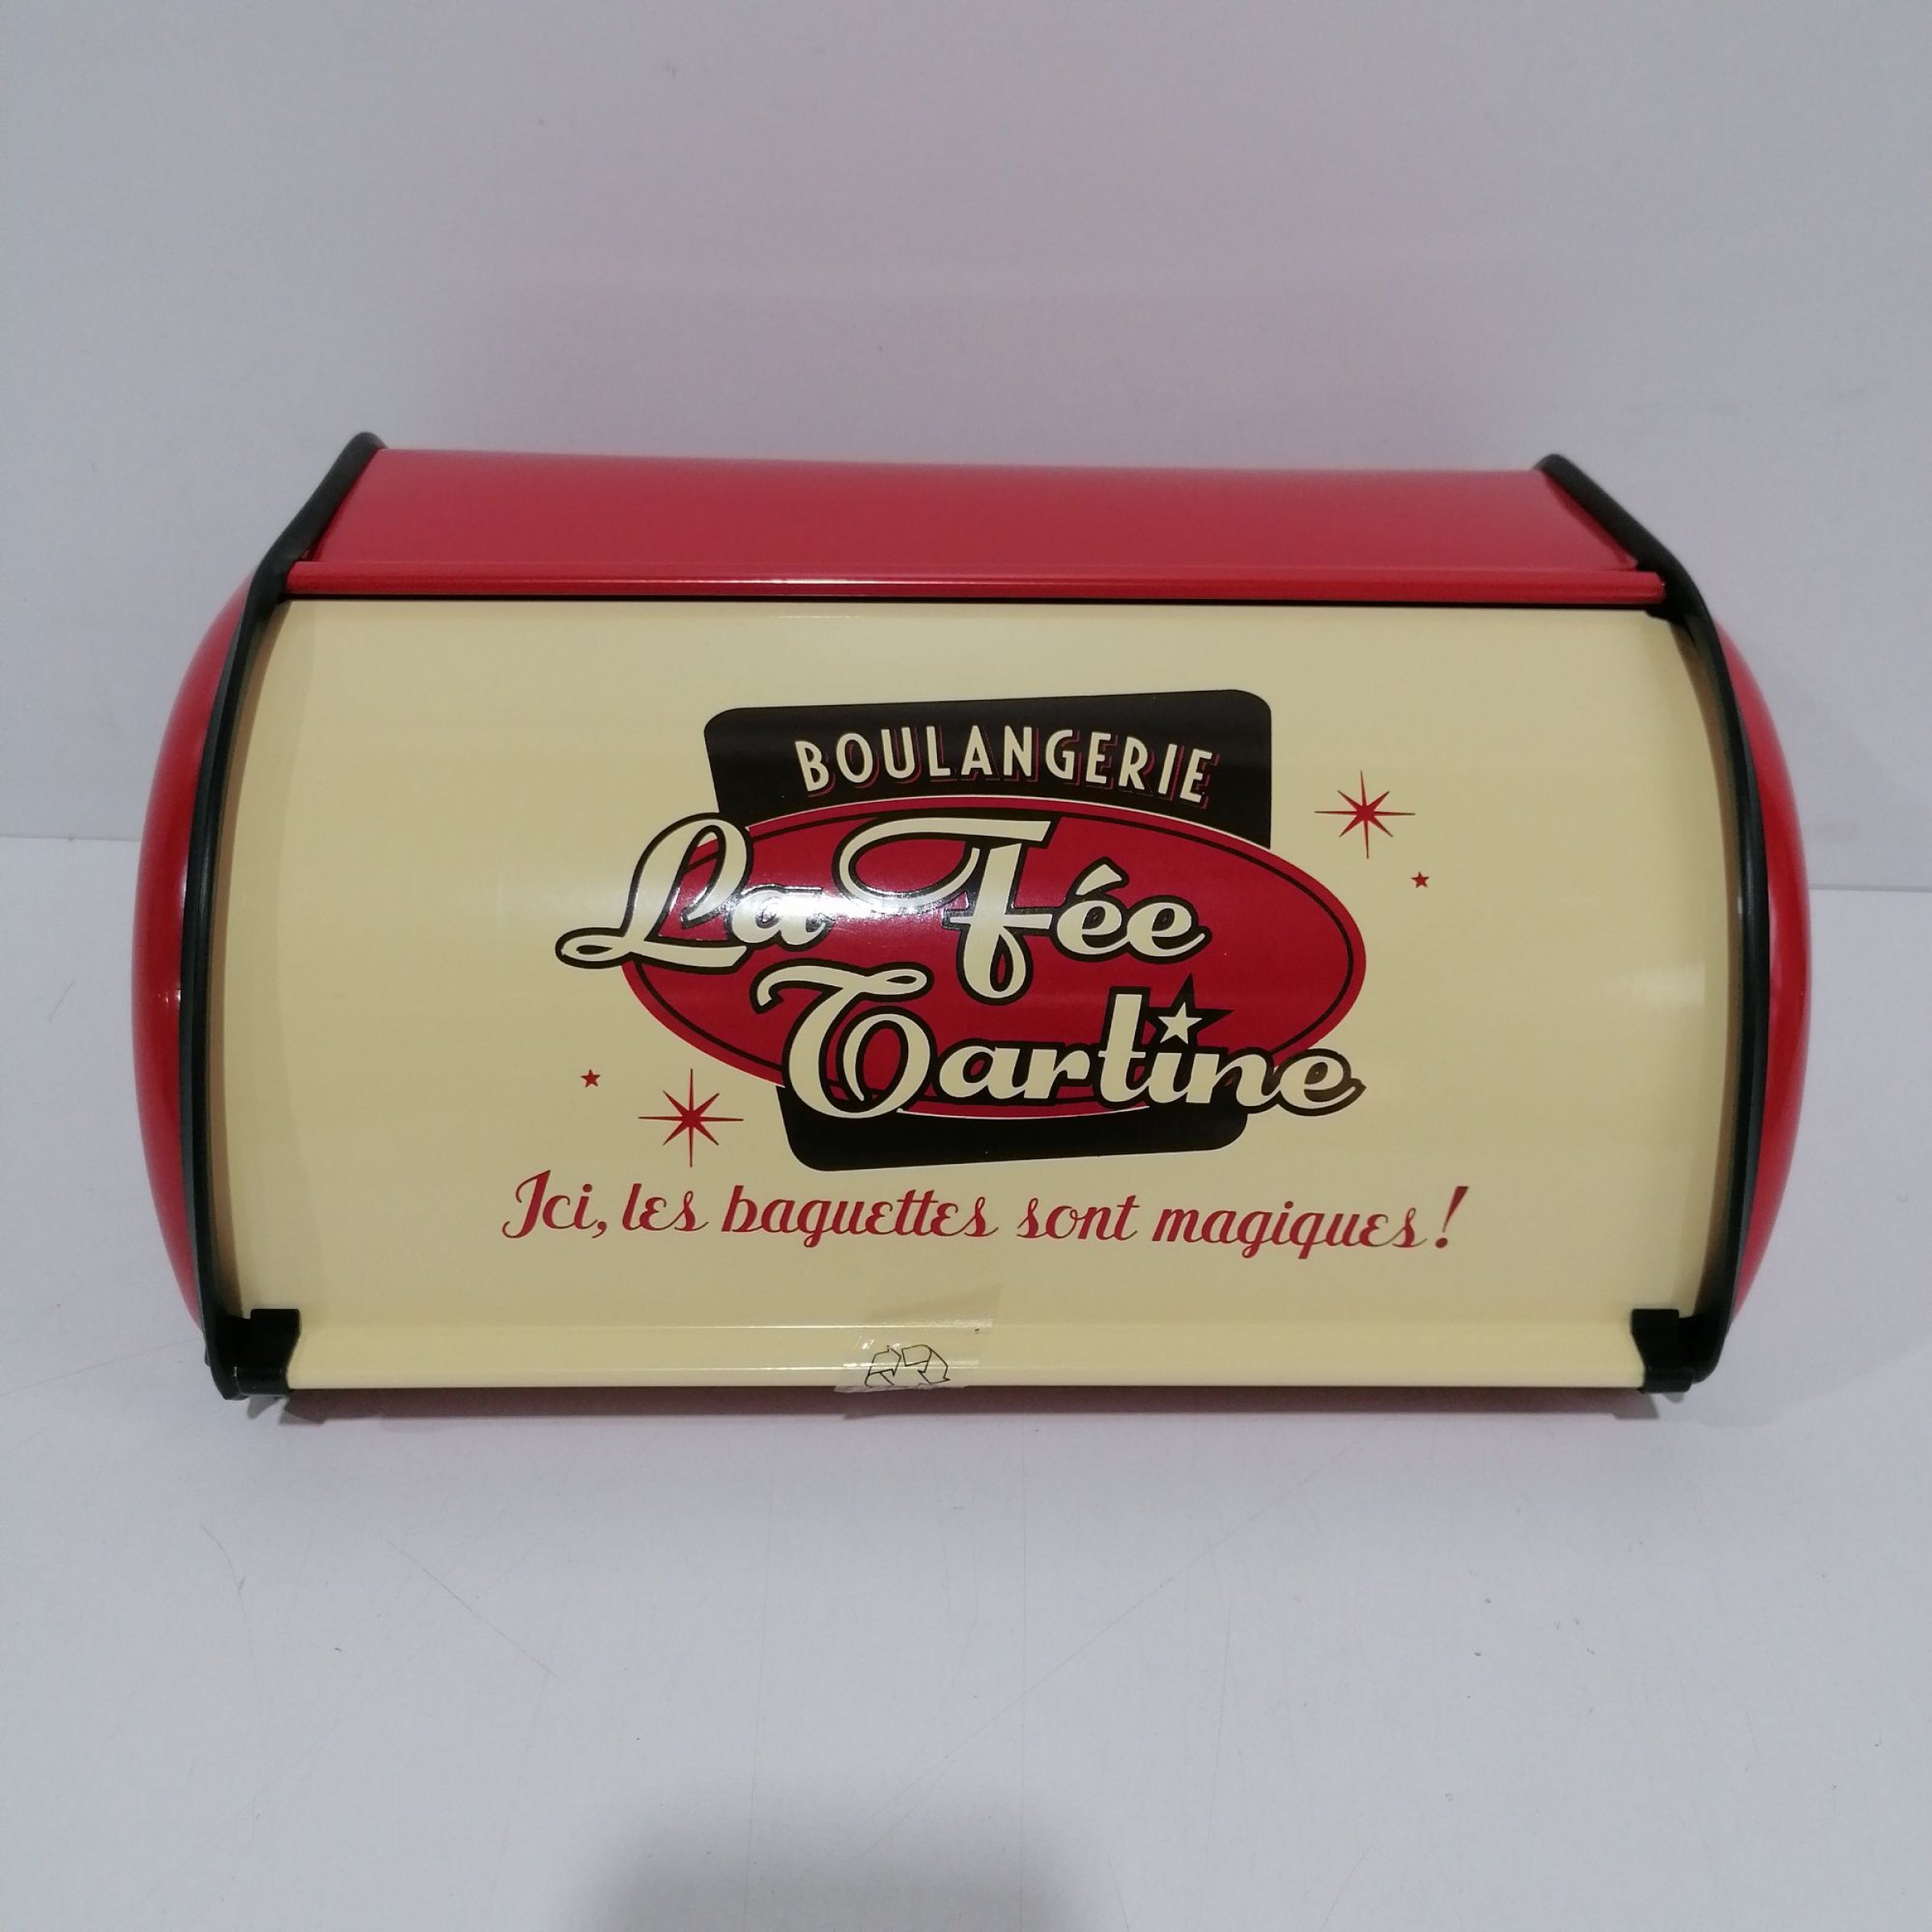 BOULANGERIE
La Fée
Tartine
Ici, les baguettes sont magiques!